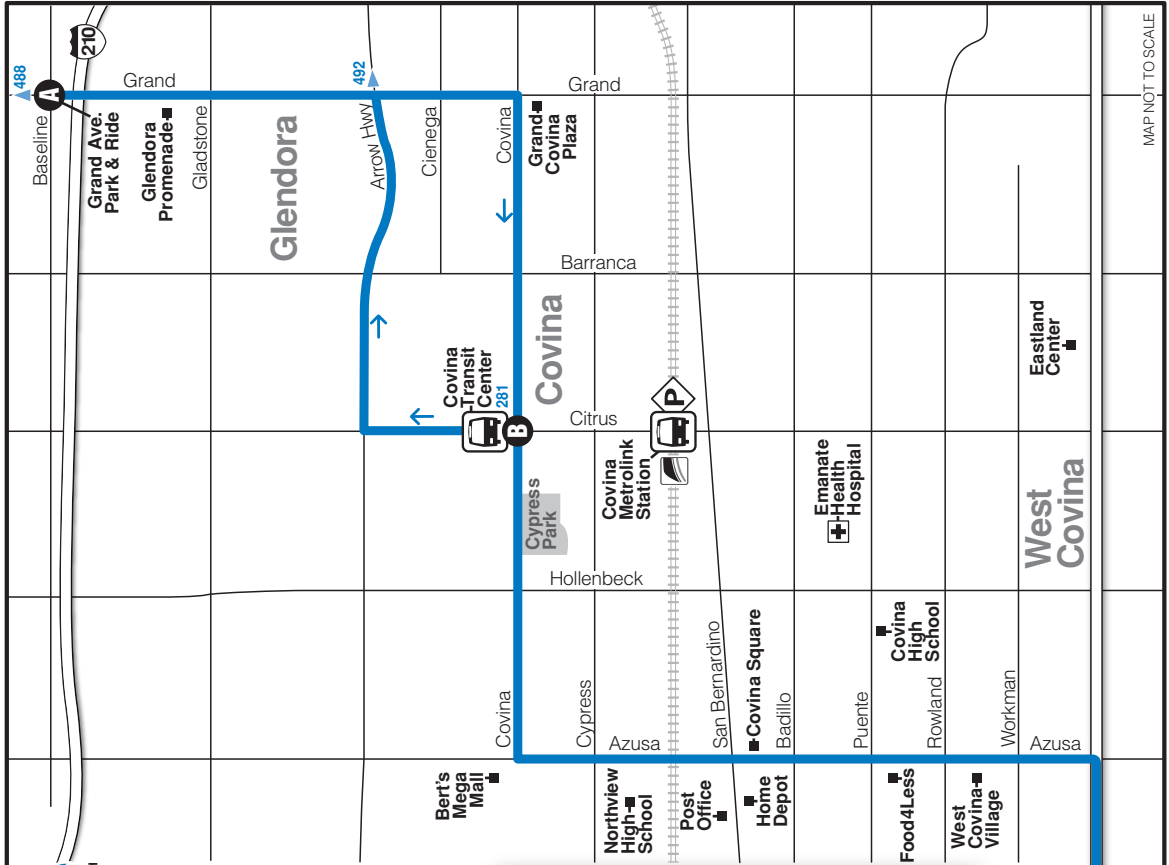 488
A
210
Baseline
Grand Ave.
Park & Ride
Grand
Glendora
Promenade
Gladstone
Glendora
492
Arrow Hwy
Cienega
Covina
Grand
Covina
Plaza
Grand
MAP NOT TO SCALE
Barranca
Covina
Transit
Center
281
B
Covina
Citrus
P
Covina
Metrolink
Station
Eastland
Center
Cypress
Park
Emanate
Health
Hospital
West
Covina
Hollenbeck
Covina
Cypress
Azusa
San Bernardino
Covina Square
Badillo
Puente
Covina
High
School
Rowland
Workman
Azusa
Bert's
Mega
Mall
Northview
High
School
Post
Office
Home
Depot
Food4Less
West
Covina
Village